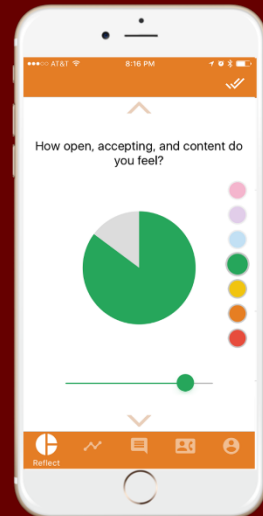 AT&T 8:16 PM
How open, accepting, and content do
you feel?
Reflect